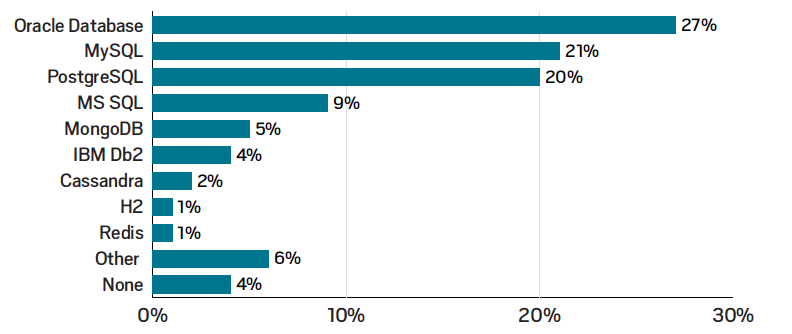 Oracle Database 27%
MySQL 21%
PostgreSQL 20%
MS SQL 9%
MongoDB 5%
IBM Db2 4%
Cassandra 2%
H2 1%
Redis 1%
Other 6%
None 4%
0% 10% 20% 30%